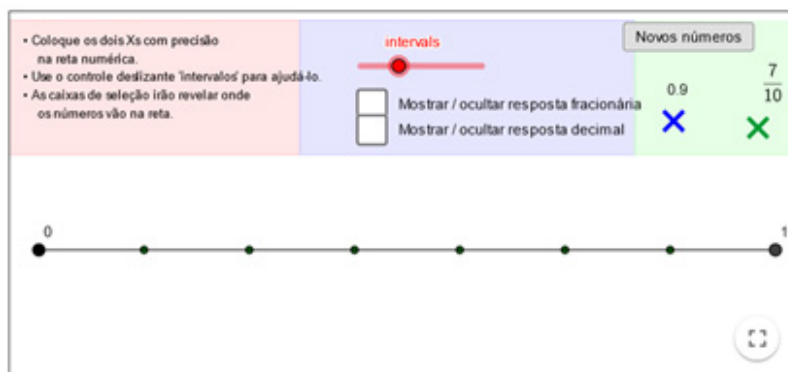 • Coloque os dois Xs com precisão
na reta numérica.
• Use o controle deslizante 'intervalos' para ajudá-lo.
• As caixas de seleção irão revelar onde
os números vão na reta.
intervals
Mostrar / ocultar resposta fracionária
Mostrar / ocultar resposta decimal
Novos números
0.9
7
10
0
1